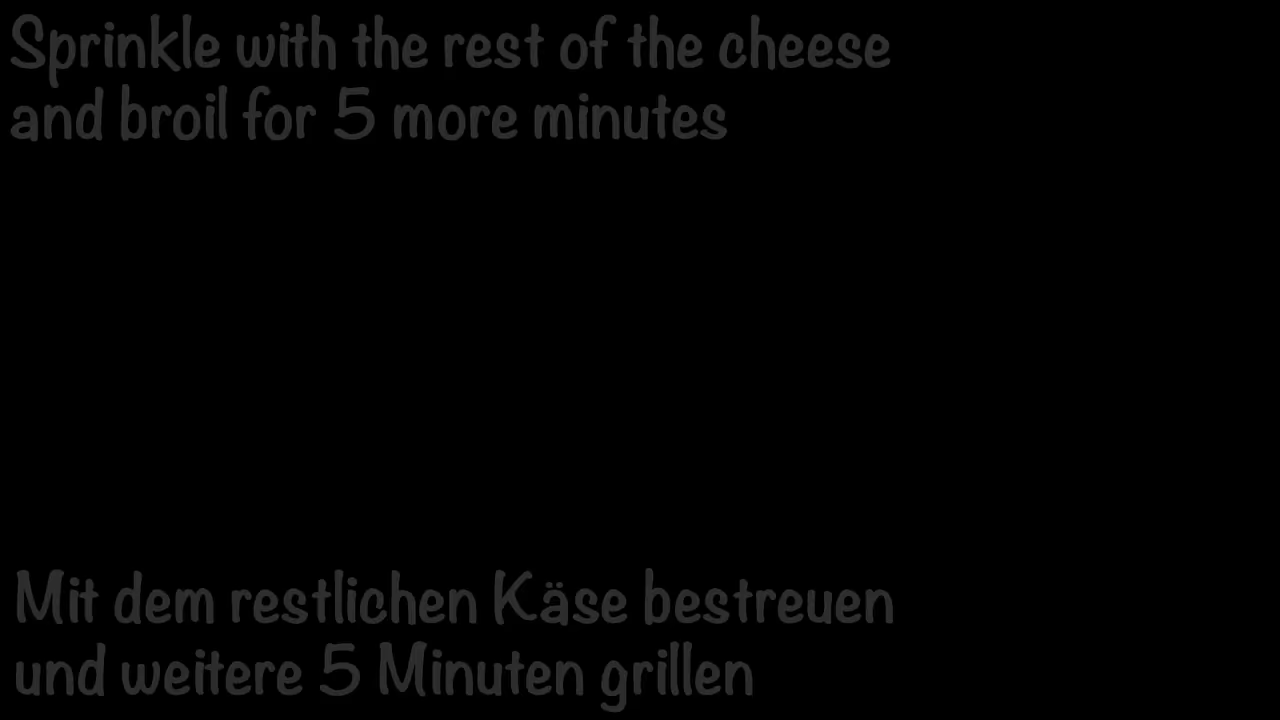 Sprinkle with the rest of the cheese
and broil for 5 more minutes
Mit dem restlichen Käse bestreuen
und weitere 5 Minuten grillen